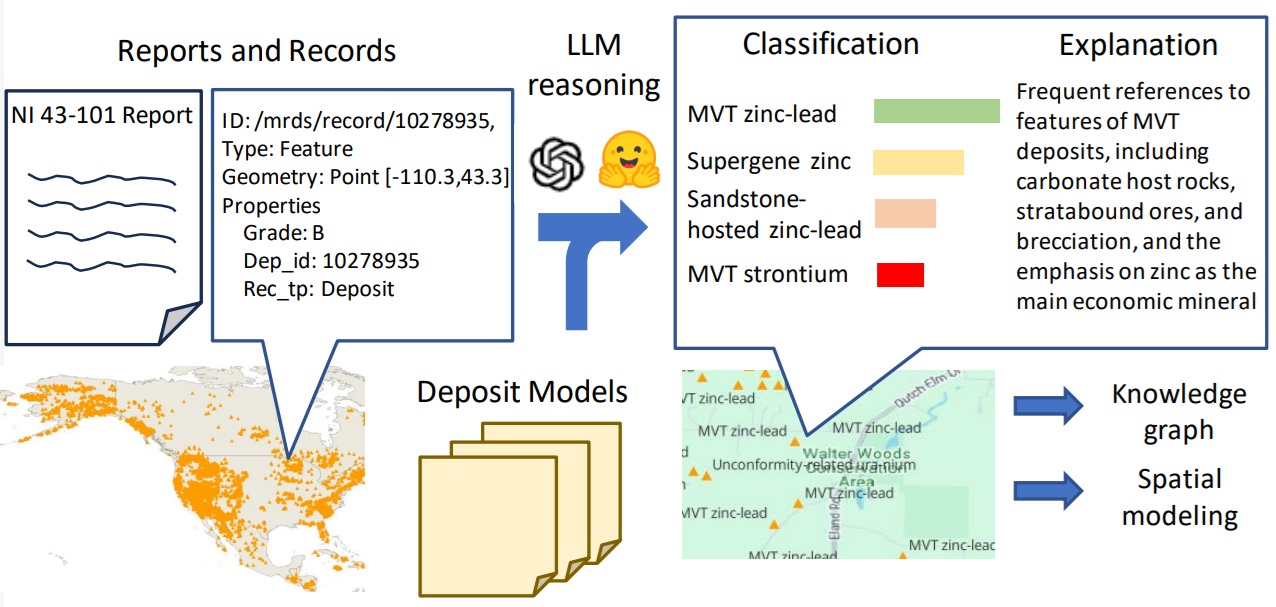 Reports and Records
NI 43-101 Report
ID: /mrds/record/10278935,
Type: Feature
Geometry: Point [-110.3,43.3]
Properties
Grade: B
Dep_id: 10278935
Rec_tp: Deposit
LLM
reasoning
Deposit Models
Classification
MVT zinc-lead
Supergene zinc
Sandstone-
hosted zinc-lead
MVT strontium
Explanation
Frequent references to
features of MVT
deposits, including
carbonate host rocks,
stratabound ores, and
brecciation, and the
emphasis on zinc as the
main economic mineral
Dutch Elm
VT zinc-lead
MVT zinc-lead
MVT zinc-lead
Walter Woods
Conservation
Area
Unconformity-related ura-nium
MVT zinc-lead
MVT zinc-lead
Eland Rd
MVT zinc-lead
MVT zinc-lead
Knowledge
graph
Spatial
modeling